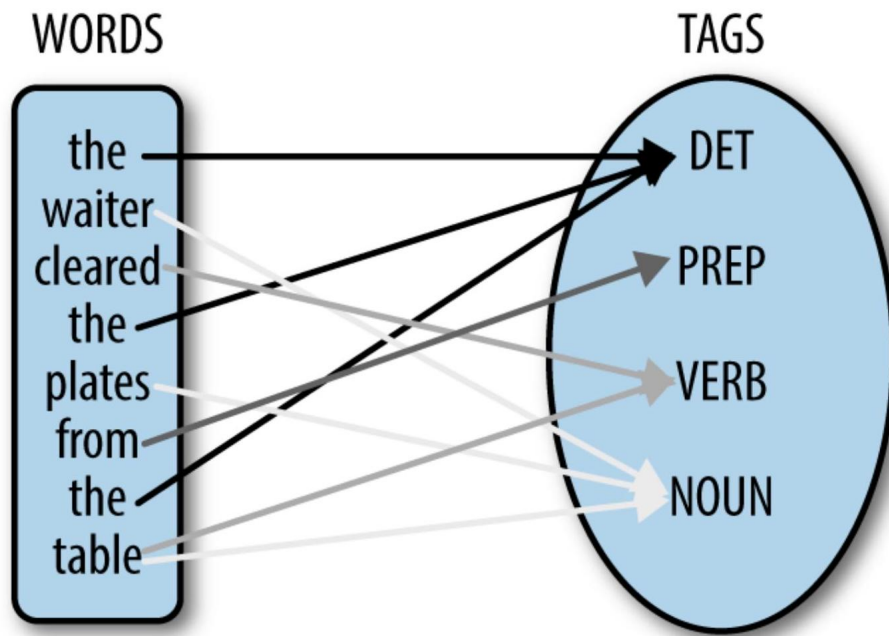 WORDS
the
waiter
cleared
the
plates
from
the
table
TAGS
DET
PREP
VERB
NOUN